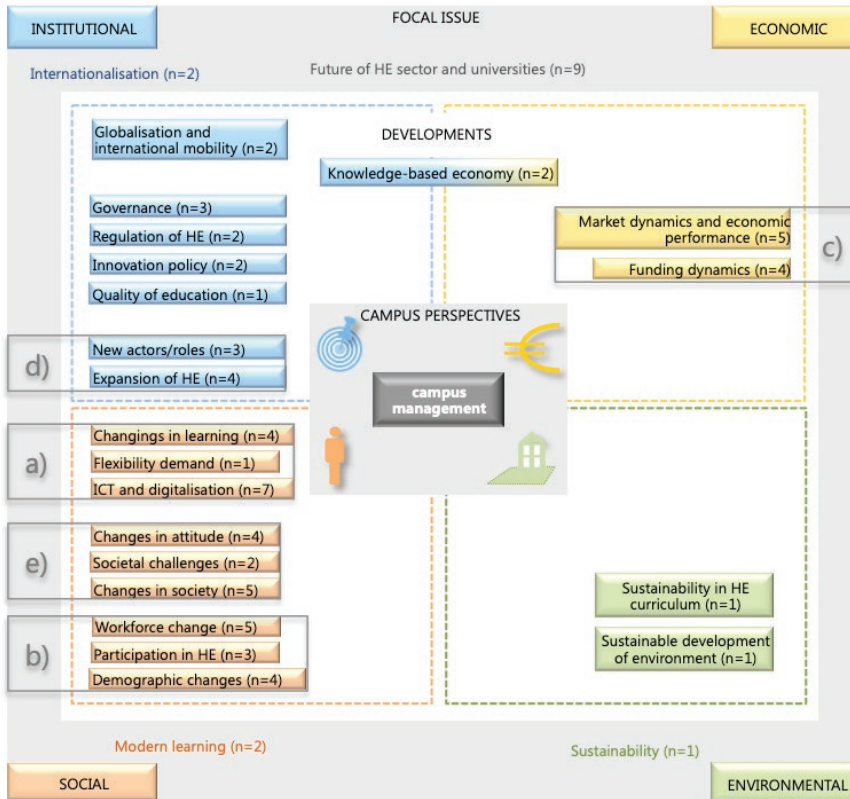 INSTITUTIONAL
FOCAL ISSUE
ECONOMIC
Internationalisation (n=2)
Future of HE sector and universities (n=9)
Globalisation and
international mobility (n=2)
DEVELOPMENTS
Knowledge-based economy (n=2)
Governance (n=3)
Regulation of HE (n=2)
Innovation policy (n=2)
Quality of education (n=1)
Market dynamics and economic
performance (n=5)
Funding dynamics (n=4)
c)
CAMPUS PERSPECTIVES
campus
management
d)
New actors/roles (n=3)
Expansion of HE (n=4)
a)
Changings in learning (n=4)
Flexibility demand (n=1)
ICT and digitalisation (n=7)
e)
Changes in attitude (n=4)
Societal challenges (n=2)
Changes in society (n=5)
b)
Workforce change (n=5)
Participation in HE (n=3)
Demographic changes (n=4)
Sustainability in HE
curriculum (n=1)
Sustainable development
of environment (n=1)
Modern learning (n=2)
Sustainability (n=1)
SOCIAL
ENVIRONMENTAL